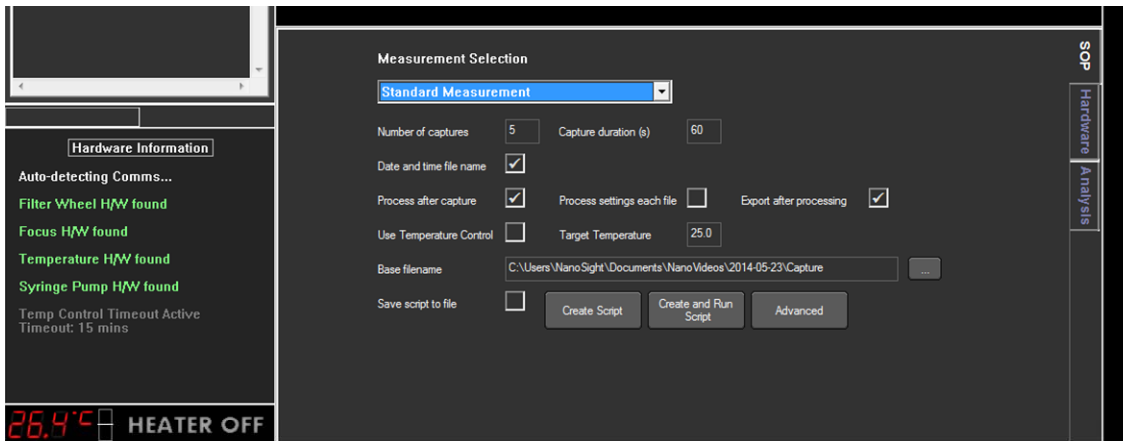 Hardware Information
Auto-detecting Comms...
Filter Wheel H/W found
Focus H/W found
Temperature H/W found
Syringe Pump H/W found
Temp Control Timeout Active
Timeout: 15 mins
26.4°C HEATER OFF
Measurement Selection
Standard Measurement
Number of captures 5 Capture duration (s) 60
Date and time file name
Process after capture Process settings each file Export after processing
Use Temperature Control Target Temperature 25.0
Base filename C:\Users\NanoSight\Documents\NanoVideos\2014-05-23\Capture ...
Save script to file Create Script Create and Run Script Advanced
SOP
Hardware
Analysis